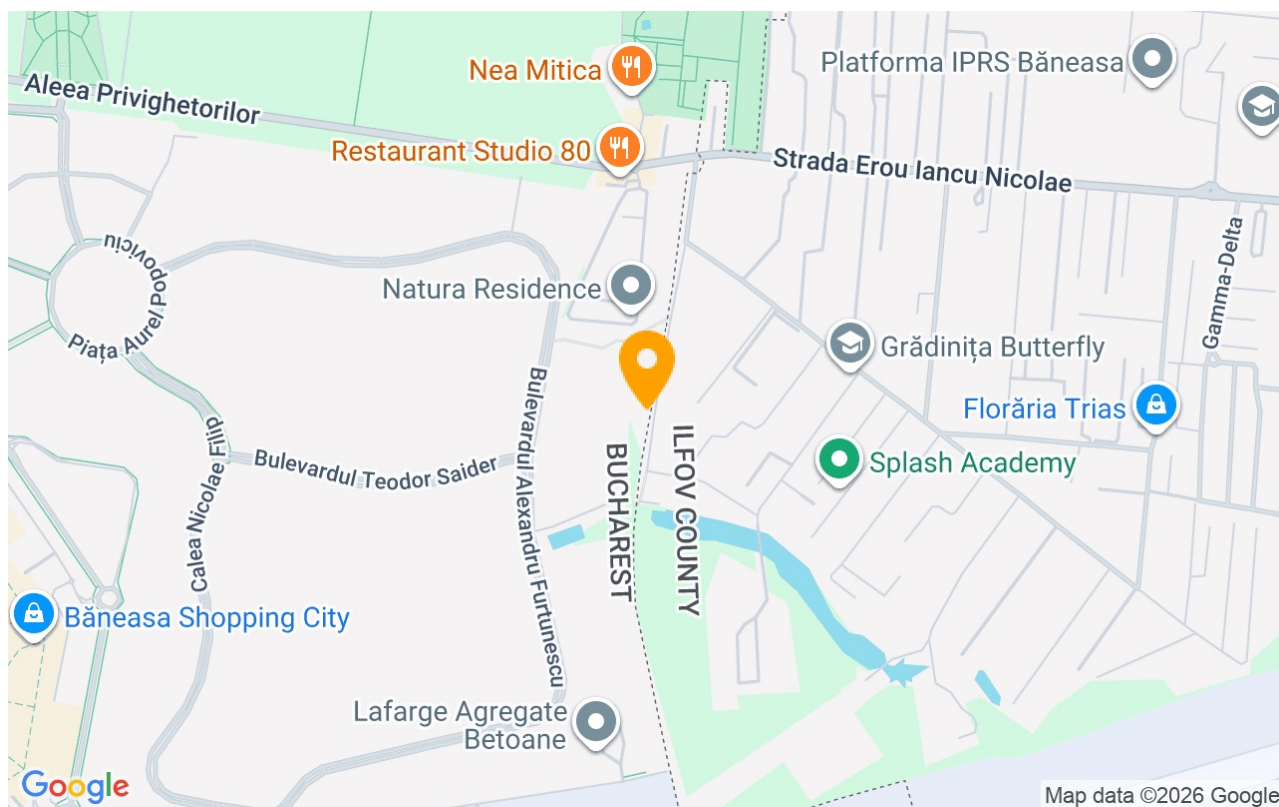 Nea Mitica
Platforma IPRS Băneasa
Aleea Privighetorilor
Restaurant Studio 80
Strada Erou Iancu Nicolae
Piața Aurel Popoviciu
Natura Residence
Gamma-Delta
Grădinița Butterfly
Florăria Trias
Calea Nicolae Filip
Bulevardul Teodor Saider
Bulevardul Alexandru Furtunescu
BUCHAREST
ILFOV COUNTY
Splash Academy
Băneasa Shopping City
Lafarge Agregate
Betoane
Google
Map data ©2026 Google